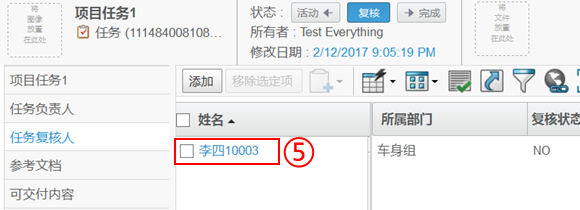 将
图像
放置
在此处
项目任务1
任务 (111484008108...
状态 : 活动 复核 完成
所有者 : Test Everything
修改日期 : 2/12/2017 9:05:19 PM
将
文件
放置
在此处
项目任务1
任务负责人
任务复核人
参考文档
可交付内容
添加 移除选定项
姓名 所属部门 复核状态
李四10003 车身组 NO
⑤